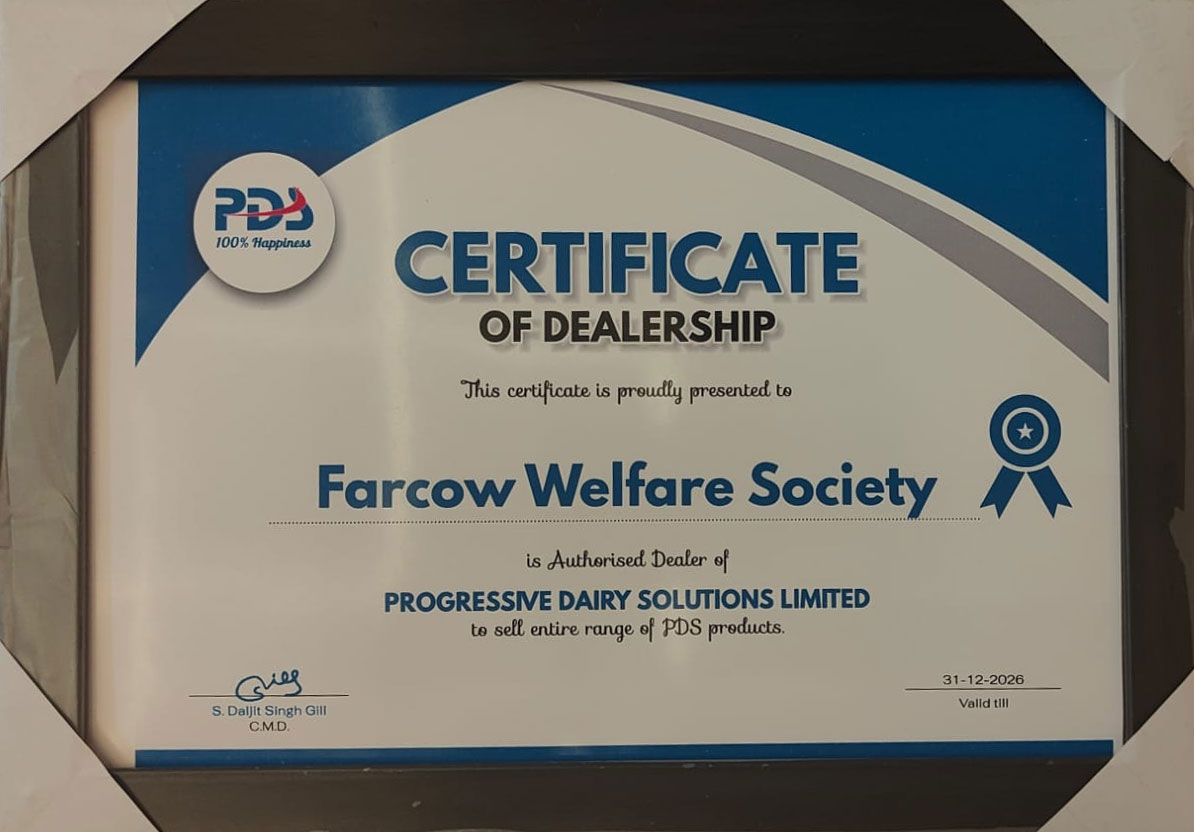 PDS
100% Happiness
CERTIFICATE
OF DEALERSHIP
This certificate is proudly presented to
Farcow Welfare Society
is Authorised Dealer of
PROGRESSIVE DAIRY SOLUTIONS LIMITED
to sell entire range of PDS products.
Gill
S. Daljit Singh Gill
C.M.D.
31-12-2026
Valid till